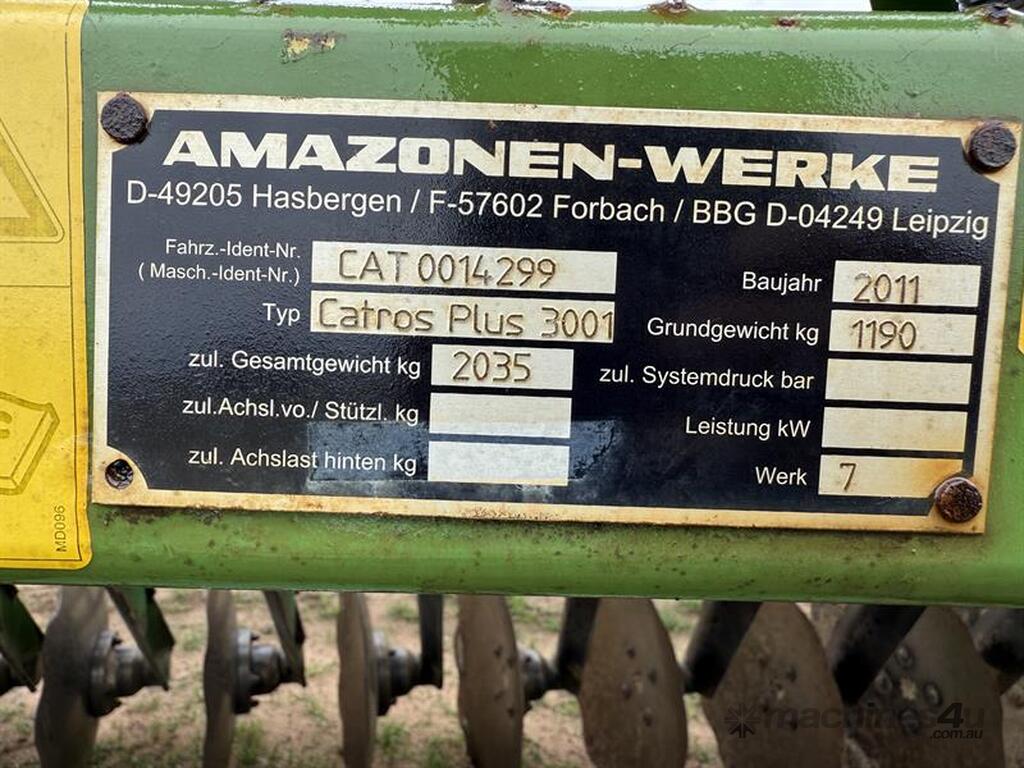 AMAZONEN-WERKE
D-49205 Hasbergen / F-57602 Forbach / BBG D-04249 Leipzig
Fahrz.-Ident-Nr.
( Masch.-Ident-Nr.) CAT 0014299
Typ Catros Plus 3001
zul. Gesamtgewicht kg 2035
zul.Achsl.vo./ Stützl. kg
zul. Achslast hinten kg
Baujahr 2011
Grundgewicht kg 1190
zul. Systemdruck bar
Leistung kW
Werk 7
MD096
machines4u
.com.au